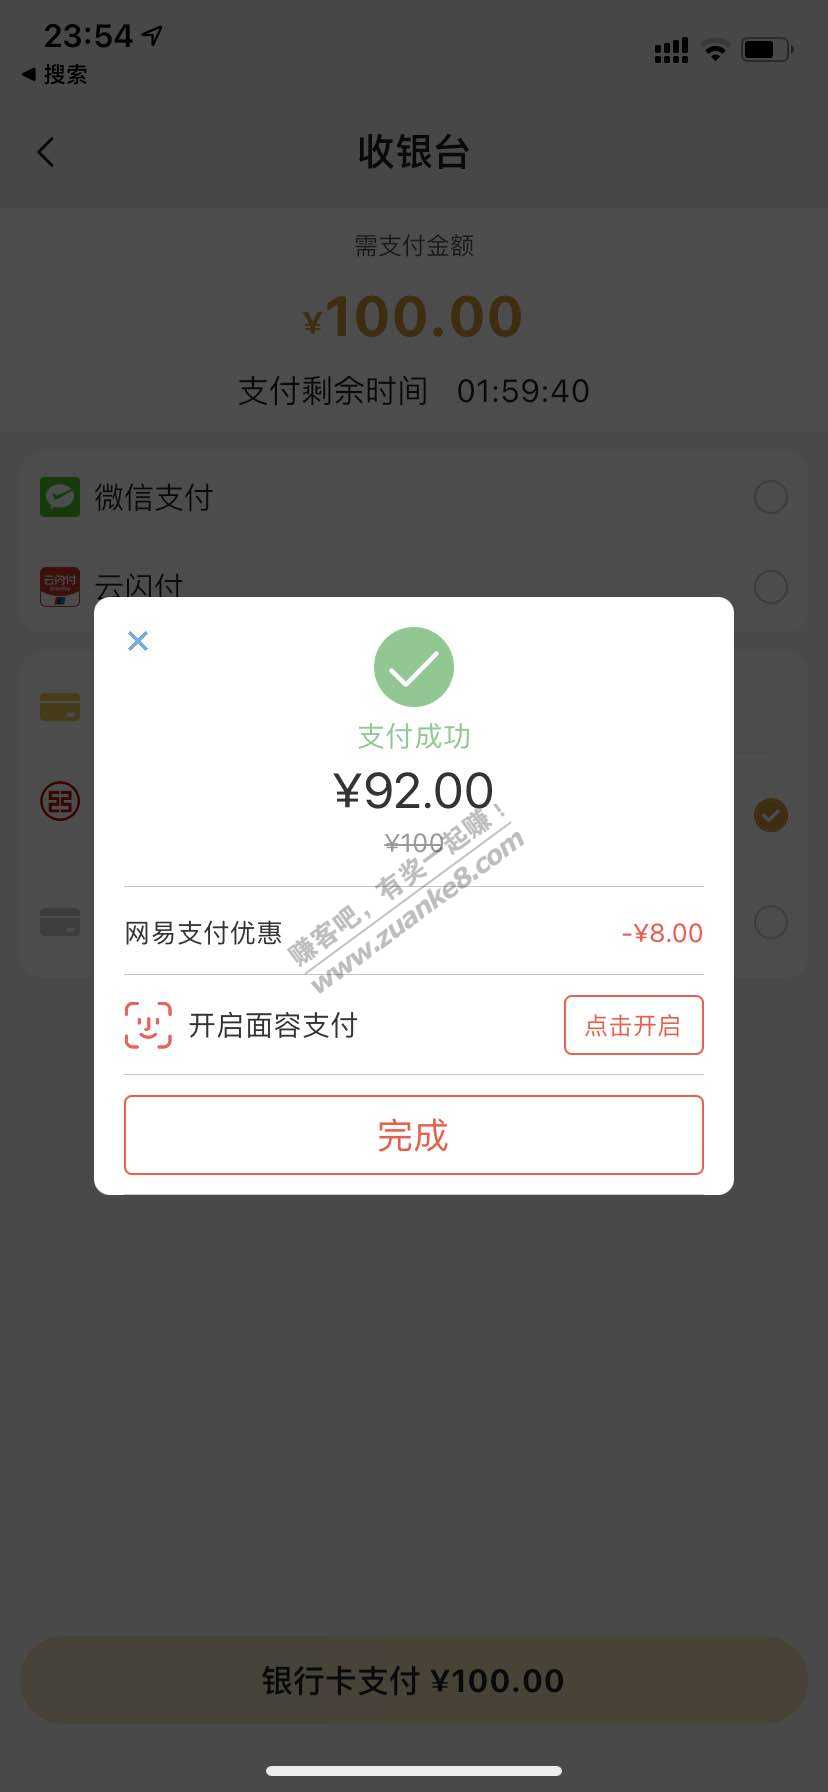 23:54
搜索
收银台
需支付金额
¥100.00
支付剩余时间 01:59:40
微信支付
云闪付
云闪付
支付成功
¥92.00
¥100
网易支付优惠 -¥8.00
开启面容支付 点击开启
完成
赚客吧，有奖一起赚！
www.zuanke8.com
银行卡支付 ¥100.00